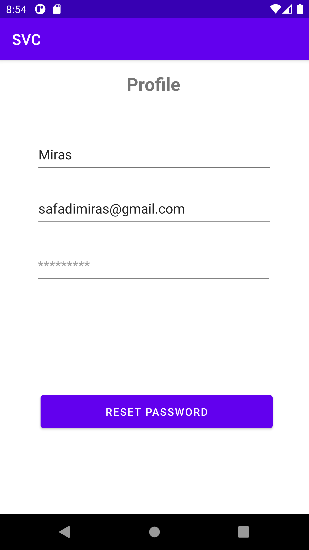 8:54
SVC
Profile
Miras
safadimiras@gmail.com
*********
RESET PASSWORD